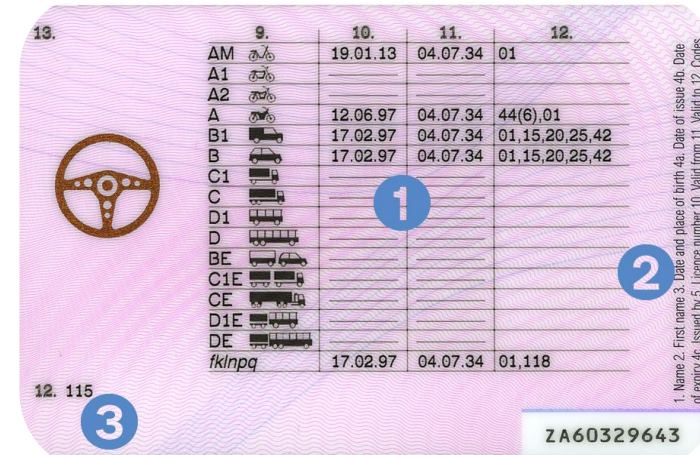 13. 9. 10. 11. 12.
AM 19.01.13 04.07.34 01
A1
A2
A 12.06.97 04.07.34 44(6),01
B1 17.02.97 04.07.34 01,15,20,25,42
B 17.02.97 04.07.34 01,15,20,25,42
C1
C
D1
D
BE
C1E
CE
D1E
DE
fklnpq 17.02.97 04.07.34 01,118
12. 115
1
2
3
1. Name 2. First name 3. Date and place of birth 4a. Date of issue 4b. Date
of expiry 4c. Issued by 5. Licence number 10. Valid from 11. Valid to 12. Codes
ZA60329643